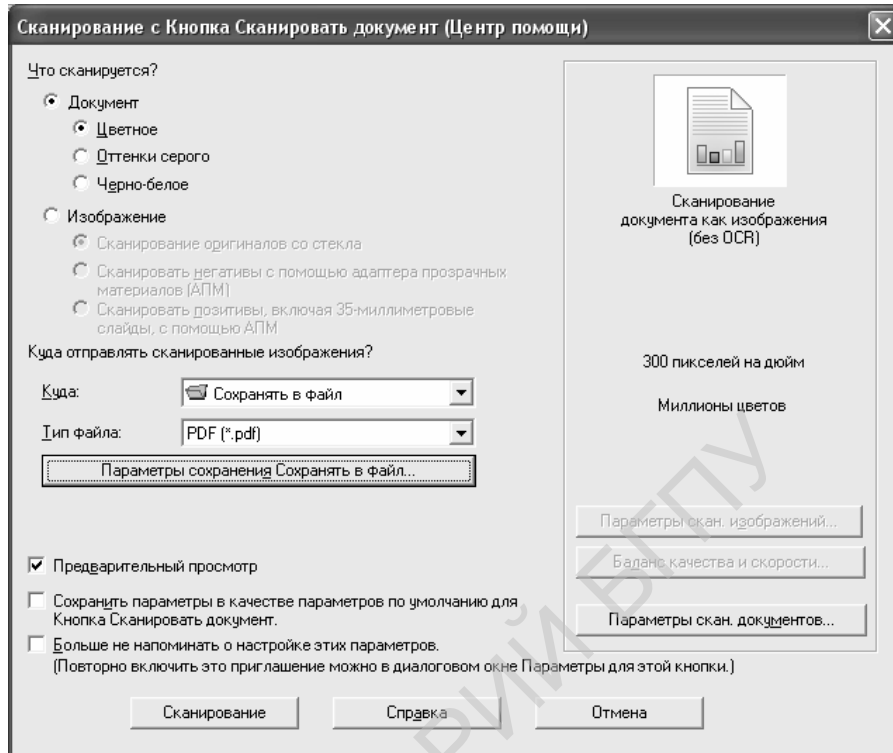 Сканирование с Кнопка Сканировать документ (Центр помощи)
Что сканируется?
Документ
Цветное
Оттенки серого
Черно-белое
Изображение
Сканирование оригиналов со стекла
Сканировать негативы с помощью адаптера прозрачных
материалов (АПМ)
Сканировать позитивы, включая 35-миллиметровые
слайды, с помощью АПМ
Куда отправлять сканированные изображения?
Куда: Сохранять в файл
Тип файла: PDF (*.pdf)
Параметры сохранения Сохранять в файл...
Предварительный просмотр
Сохранить параметры в качестве параметров по умолчанию для
Кнопка Сканировать документ.
Больше не напоминать о настройке этих параметров.
(Повторно включить это приглашение можно в диалоговом окне Параметры для этой кнопки.)
Сканирование
документа как изображения
(без OCR)
300 пикселей на дюйм
Миллионы цветов
Параметры скан. изображений...
Баланс качества и скорости...
Параметры скан. документов...
Сканирование Справка Отмена
РИЙ БГПУ